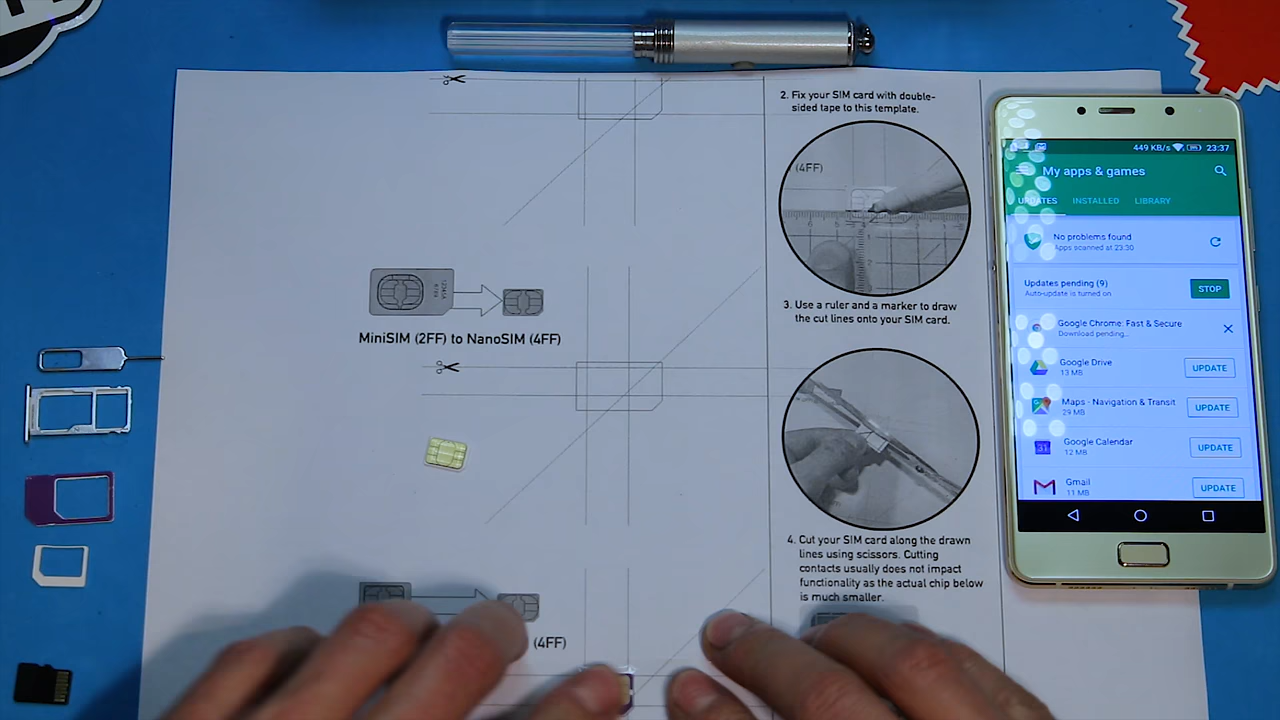 MiniSIM (2FF) to NanoSIM (4FF)
(4FF)
2. Fix your SIM card with double-
sided tape to this template.
(4FF)
3. Use a ruler and a marker to draw
the cut lines onto your SIM card.
4. Cut your SIM card along the drawn
lines using scissors. Cutting
contacts usually does not impact
functionality as the actual chip below
is much smaller.
449 KB/s 23:37
My apps & games
UPDATES INSTALLED LIBRARY
No problems found
Apps scanned at 23:30
Updates pending (9)
Auto-update is turned on
STOP
Google Chrome: Fast & Secure
Download pending...
Google Drive
13 MB
UPDATE
Maps - Navigation & Transit
29 MB
UPDATE
Google Calendar
12 MB
UPDATE
Gmail
11 MB
UPDATE